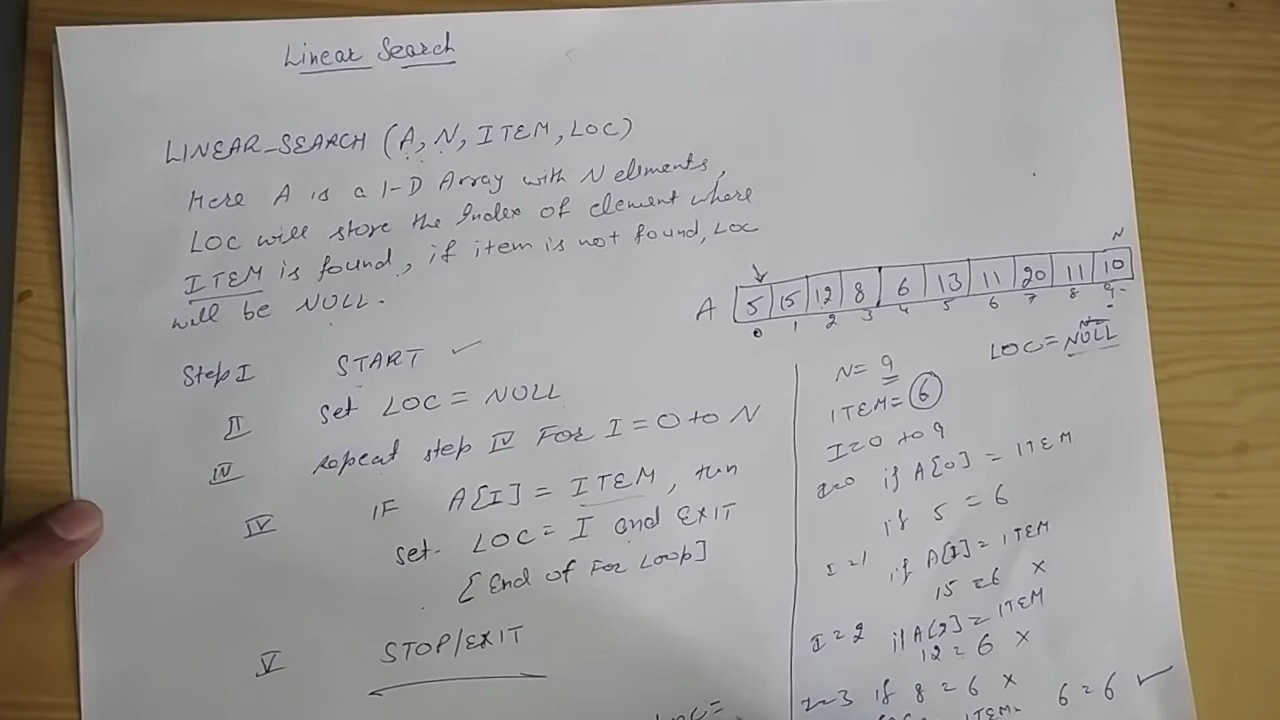 Linear Search
LINEAR_SEARCH (A, N, ITEM, LOC)
Here A is a 1-D Array with N elements,
LOC will store the Index of element where
ITEM is found, if item is not found, LOC
will be NULL.
Step I START ✓
II Set LOC = NULL
III Repeat step IV For I = 0 to N
IV IF A[I] = ITEM, then
set LOC = I and EXIT
[End of For Loop]
V STOP/EXIT
LOC =
N
A 5 15 12 8 6 13 11 20 11 10
0 1 2 3 4 5 6 7 8 9
LOC = NULL
N = 9
ITEM = 6
I=0 to 9
I=0 if A[0] = ITEM
if 5 = 6
I=1 if A[1] = ITEM
15 = 6 ×
I=2 if A[2] = ITEM
12 = 6 ×
I=3 if 8 = 6 ×
ITEM
6 = 6 ✓